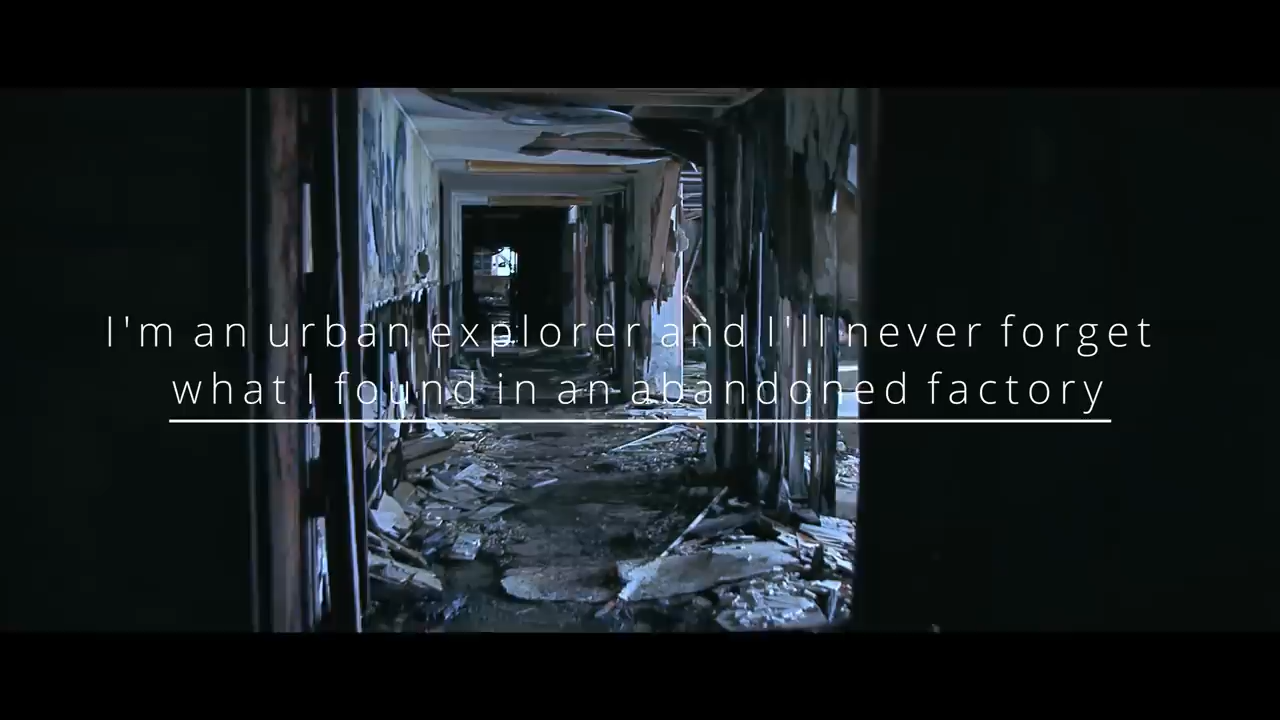 I'm an urban explorer and I'll never forget
what I found in an abandoned factory